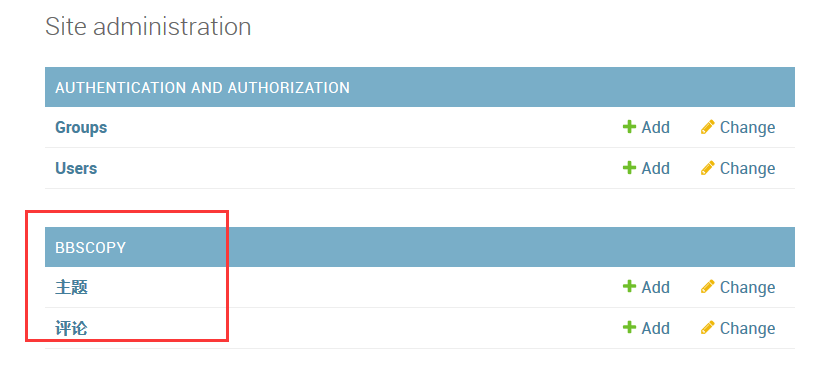 Site administration
AUTHENTICATION AND AUTHORIZATION
Groups Add Change
Users Add Change
BBSCOPY
主题 Add Change
评论 Add Change